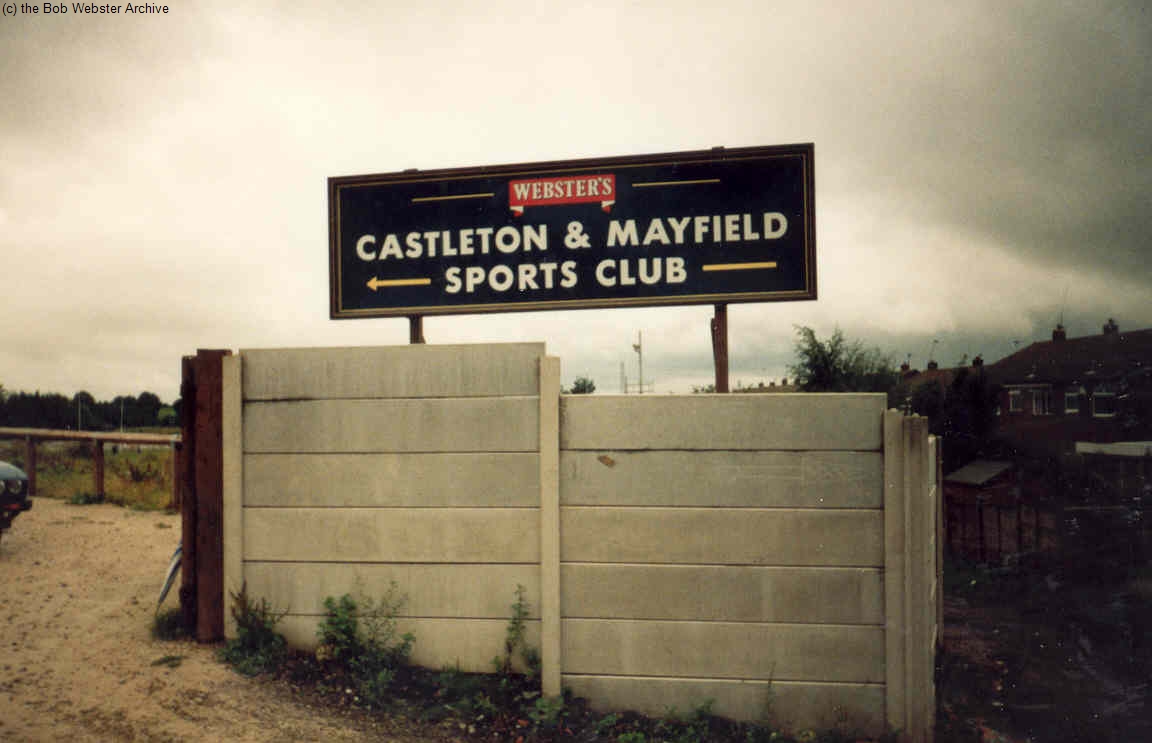 (c) the Bob Webster Archive
WEBSTER'S
CASTLETON & MAYFIELD
SPORTS CLUB